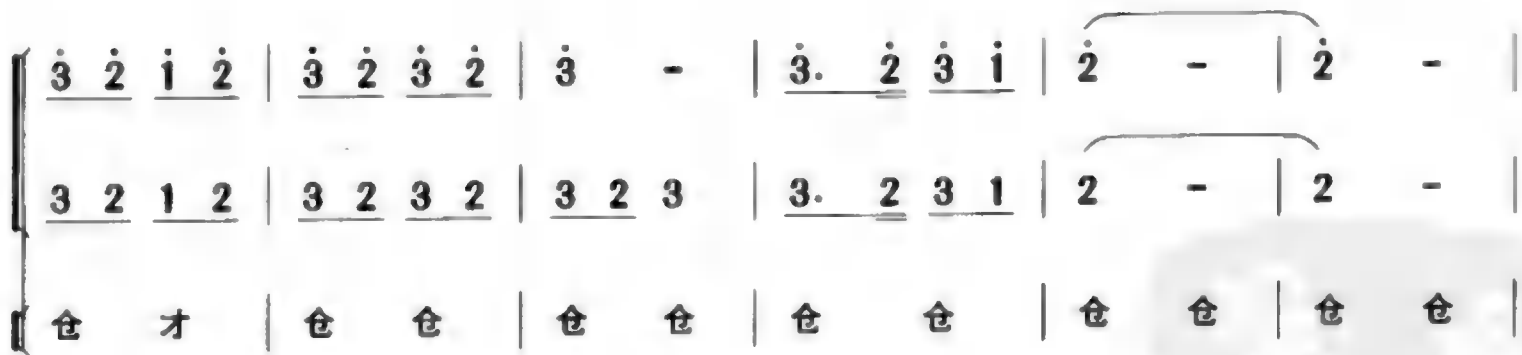 3̇ 2̇ 1̇ 2̇ | 3̇ 2̇ 3̇ 2̇ | 3̇ - | 3̇. 2̇ 3̇ 1̇ | 2̇ - | 2̇ - |
3 2 1 2 | 3 2 3 2 | 3 2 3 | 3. 2 3 1 | 2 - | 2 - |
仓 才 | 仓 仓 | 仓 仓 | 仓 仓 | 仓 仓 | 仓 仓 |